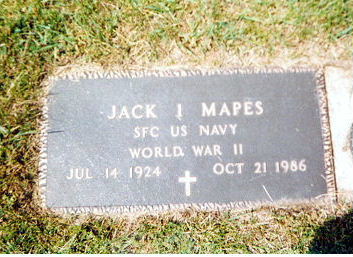 JACK I MAPES
SFC US NAVY
WORLD WAR II
JUL 14 1924 OCT 21 1986